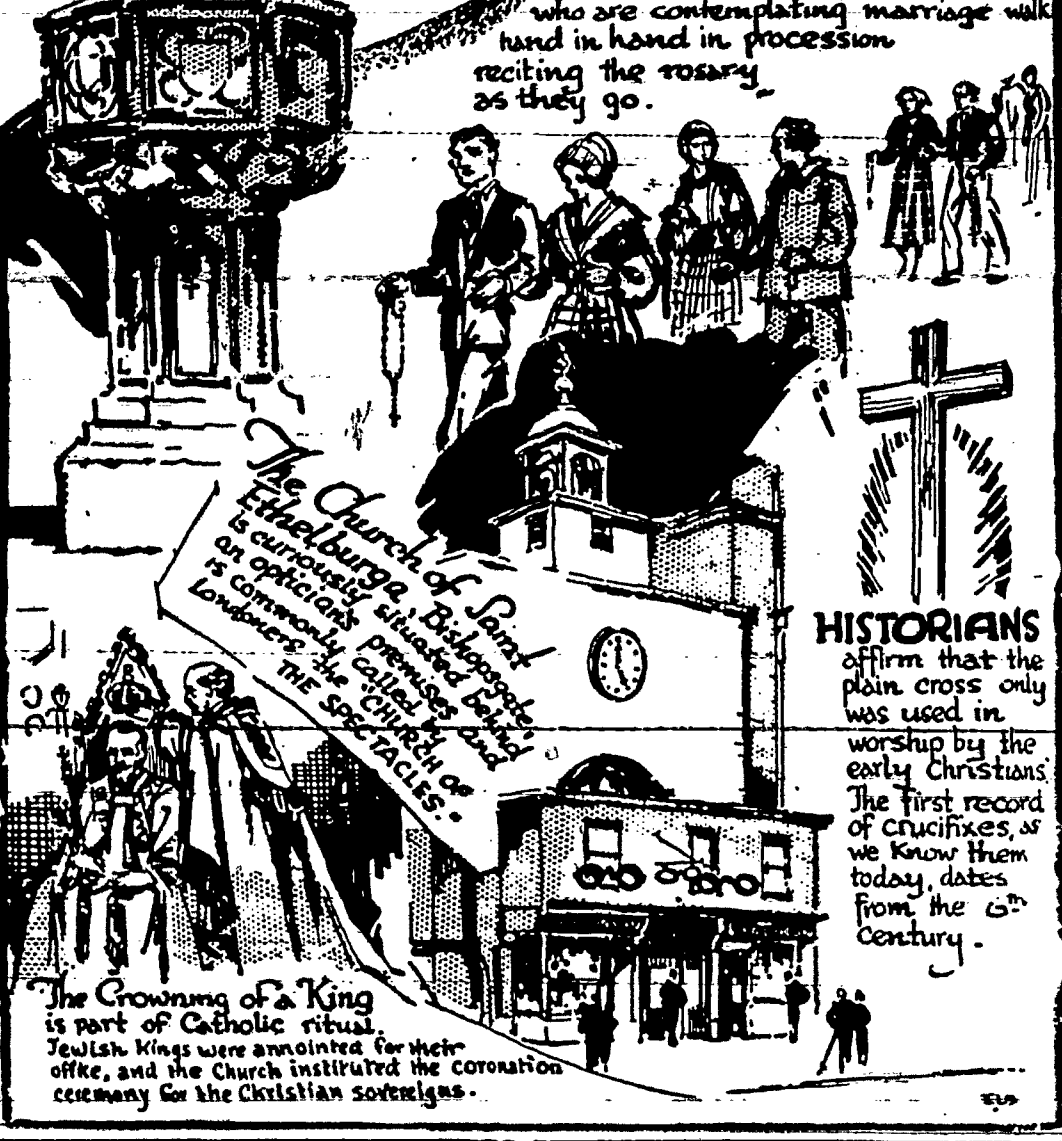 who are contemplating marriage walk
hand in hand in procession
reciting the rosary
as they go.
The Church of Saint
Ethelburga, Bishopsgate,
is curiously situated behind
an optician's premises and
is commonly called by
Londoners the "CHURCH OF
THE SPECTACLES."
HISTORIANS
affirm that the
plain cross only
was used in
worship by the
early Christians.
The first record
of crucifixes, as
we know them
today, dates
from the 6th
Century.
The Crowning of a King
is part of Catholic ritual.
Jewish Kings were annointed for their
office, and the Church instituted the coronation
ceremony for the Christian sovereigns.